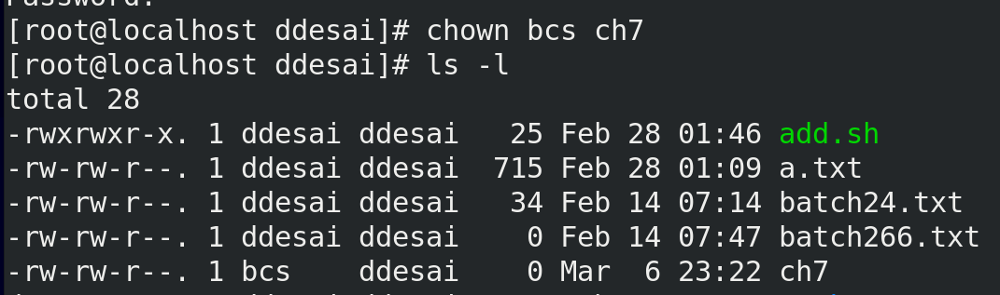 Password:
[root@localhost ddesai]# chown bcs ch7
[root@localhost ddesai]# ls -l
total 28
-rwxrwxr-x. 1 ddesai ddesai   25 Feb 28 01:46 add.sh
-rw-rw-r--. 1 ddesai ddesai  715 Feb 28 01:09 a.txt
-rw-rw-r--. 1 ddesai ddesai   34 Feb 14 07:14 batch24.txt
-rw-rw-r--. 1 ddesai ddesai    0 Feb 14 07:47 batch266.txt
-rw-rw-r--. 1 bcs    ddesai    0 Mar  6 23:22 ch7